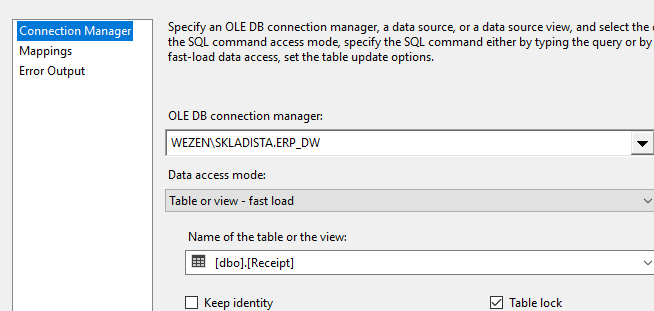 Connection Manager
Mappings
Error Output
Specify an OLE DB connection manager, a data source, or a data source view, and select the
the SQL command access mode, specify the SQL command either by typing the query or by
fast-load data access, set the table update options.
OLE DB connection manager:
WEZEN\SKLADISTA.ERP_DW
Data access mode:
Table or view - fast load
Name of the table or the view:
[dbo].[Receipt]
Keep identity
Table lock